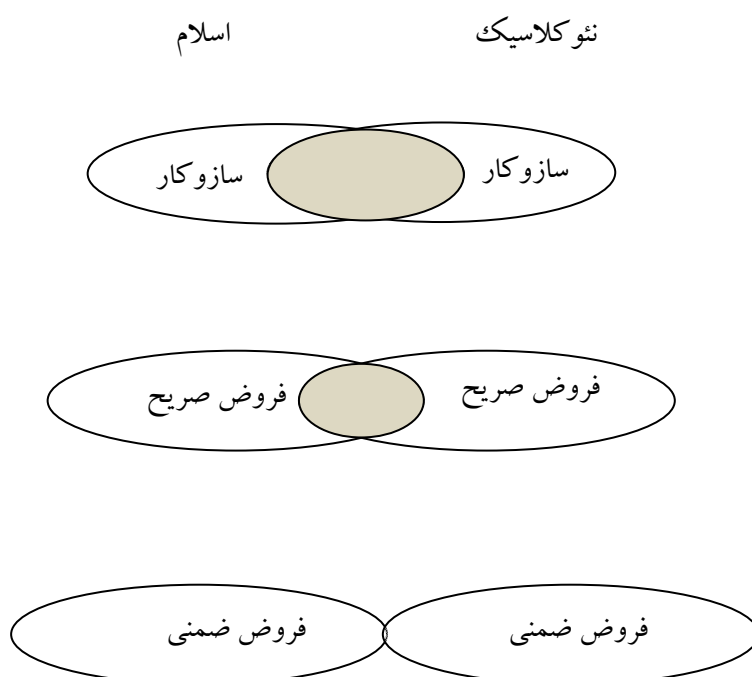 نئوکلاسیک اسلام
سازوکار سازوکار
فروض صریح فروض صریح
فروض ضمنی فروض ضمنی